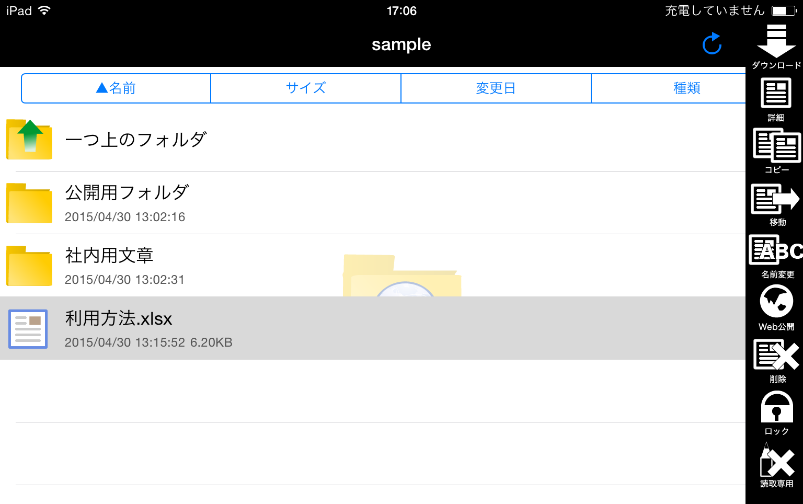 iPad 17:06 充電していません
sample
▲名前 サイズ 変更日 種類
一つ上のフォルダ
公開用フォルダ
2015/04/30 13:02:16
社内用文章
2015/04/30 13:02:31
利用方法.xlsx
2015/04/30 13:15:52 6.20KB
ダウンロード
詳細
コピー
移動
ABC
名前変更
Web公開
削除
ロック
読取専用